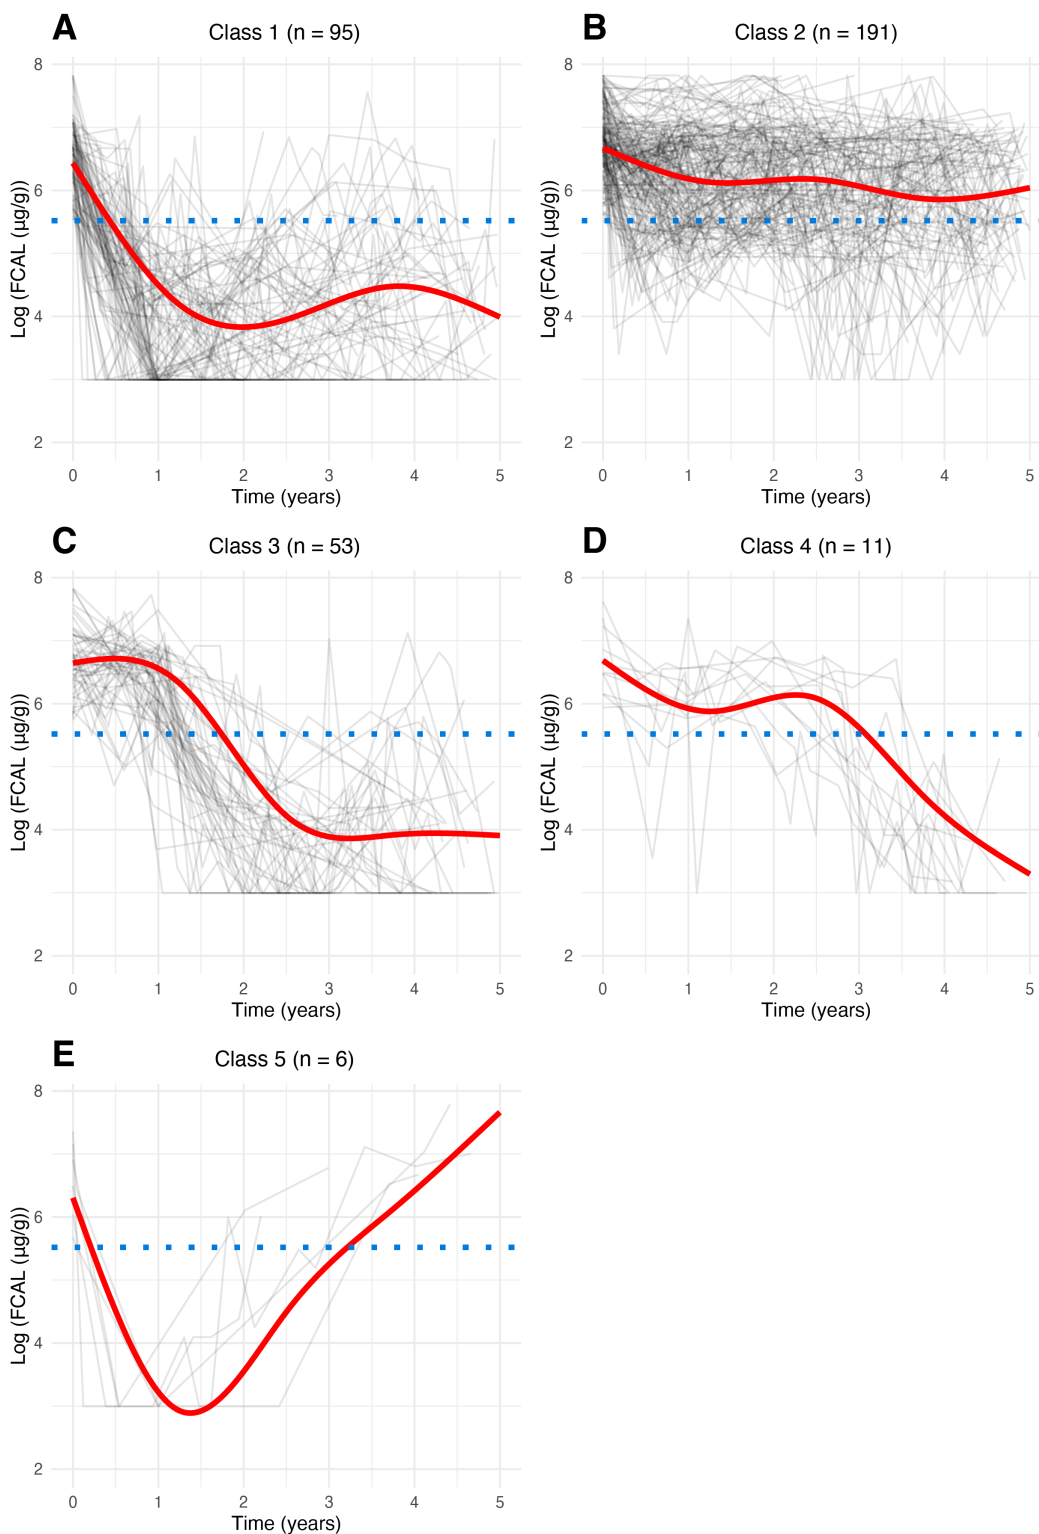 A
Class 1 (n = 95)
8
6
4
2
Log (FCAL (µg/g))
0 1 2 3 4 5
Time (years)
B
Class 2 (n = 191)
8
6
4
2
Log (FCAL (µg/g))
0 1 2 3 4 5
Time (years)
C
Class 3 (n = 53)
8
6
4
2
Log (FCAL (µg/g))
0 1 2 3 4 5
Time (years)
D
Class 4 (n = 11)
8
6
4
2
Log (FCAL (µg/g))
0 1 2 3 4 5
Time (years)
E
Class 5 (n = 6)
8
6
4
2
Log (FCAL (µg/g))
0 1 2 3 4 5
Time (years)